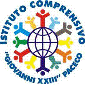 ISTITUTO COMPRENSIVO
"GIOVANNI XXIII" PACECO